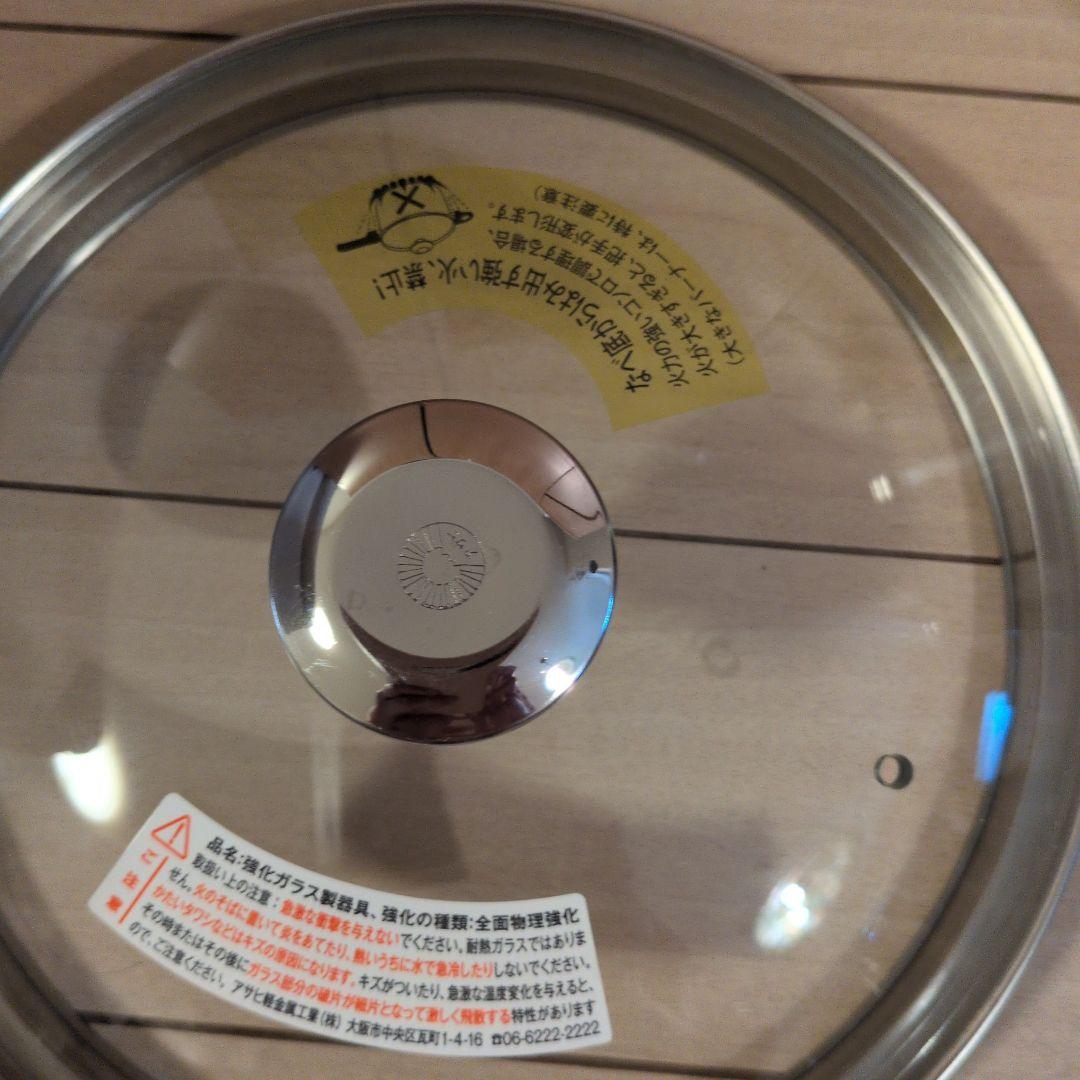 なべ底からはみ出す強い火、禁止!
火力の強いコンロで調理する場合、
火が大きすぎると、把手が変形します。
(大きなバーナーは、特に要注意)
ご注意
品名:強化ガラス製器具、強化の種類:全面物理強化
取扱い上の注意:急激な衝撃を与えないでください。耐熱ガラスではありま
せん。火のそばに置いて炎をあてたり、熱いうちに水で急冷したりしないでください。
かたいタワシなどはキズの原因になります。キズがついたり、急激な温度変化を与えると、
その時またはその後にガラス部分の破片が細片となって激しく飛散する特性があります
ので、ご注意ください。アサヒ軽金属工業(株) 大阪市中央区瓦町1-4-16 ☎06-6222-2222